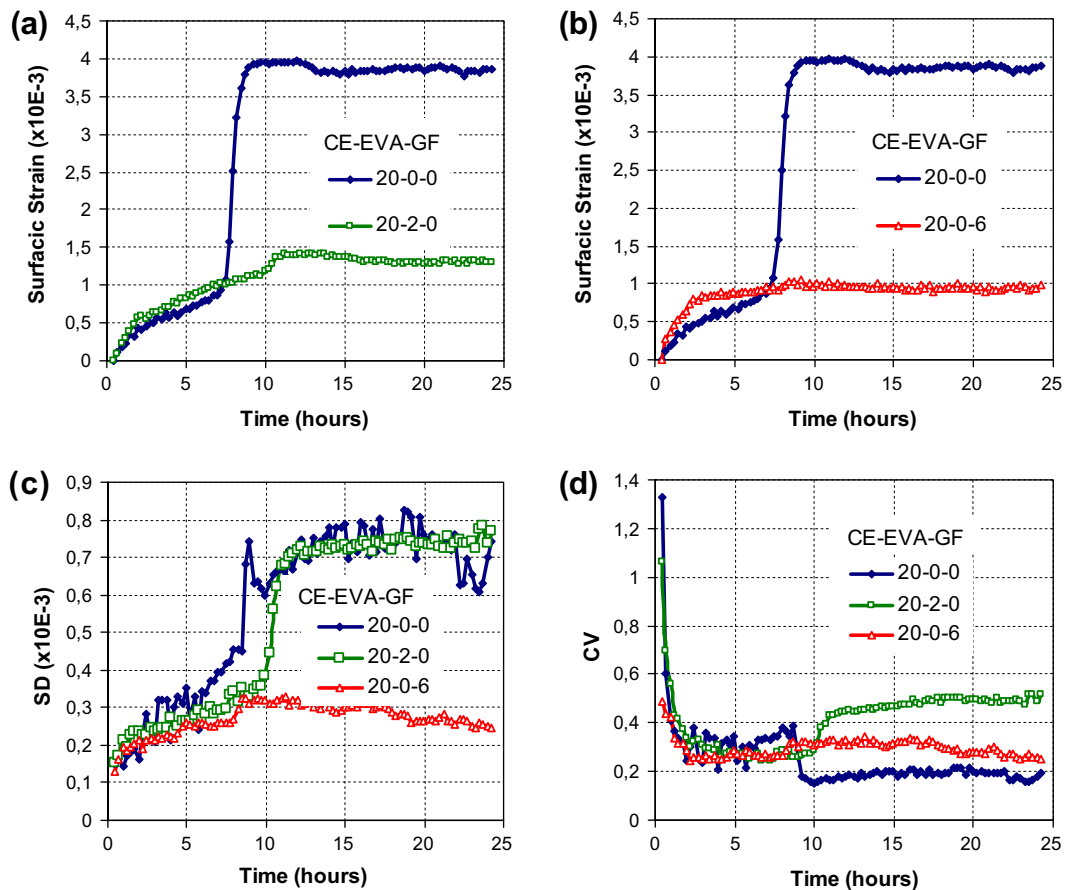 (a)
Surfacic Strain (x10E-3)
4,5
4
3,5
3
2,5
2
1,5
1
0,5
0
CE-EVA-GF
20-0-0
20-2-0
0 5 10 15 20 25
Time (hours)
(b)
Surfacic Strain (x10E-3)
4,5
4
3,5
3
2,5
2
1,5
1
0,5
0
CE-EVA-GF
20-0-0
20-0-6
0 5 10 15 20 25
Time (hours)
(c)
SD (x10E-3)
0,9
0,8
0,7
0,6
0,5
0,4
0,3
0,2
0,1
0
CE-EVA-GF
20-0-0
20-2-0
20-0-6
0 5 10 15 20 25
Time (hours)
(d)
CV
1,4
1,2
1
0,8
0,6
0,4
0,2
0
CE-EVA-GF
20-0-0
20-2-0
20-0-6
0 5 10 15 20 25
Time (hours)